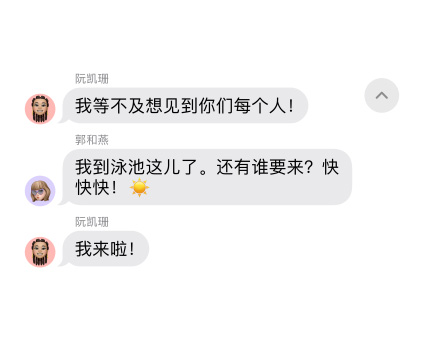 阮凯珊
我等不及想见到你们每个人！
郭和燕
我到泳池这儿了。还有谁要来？快
快快！☀️
阮凯珊
我来啦！